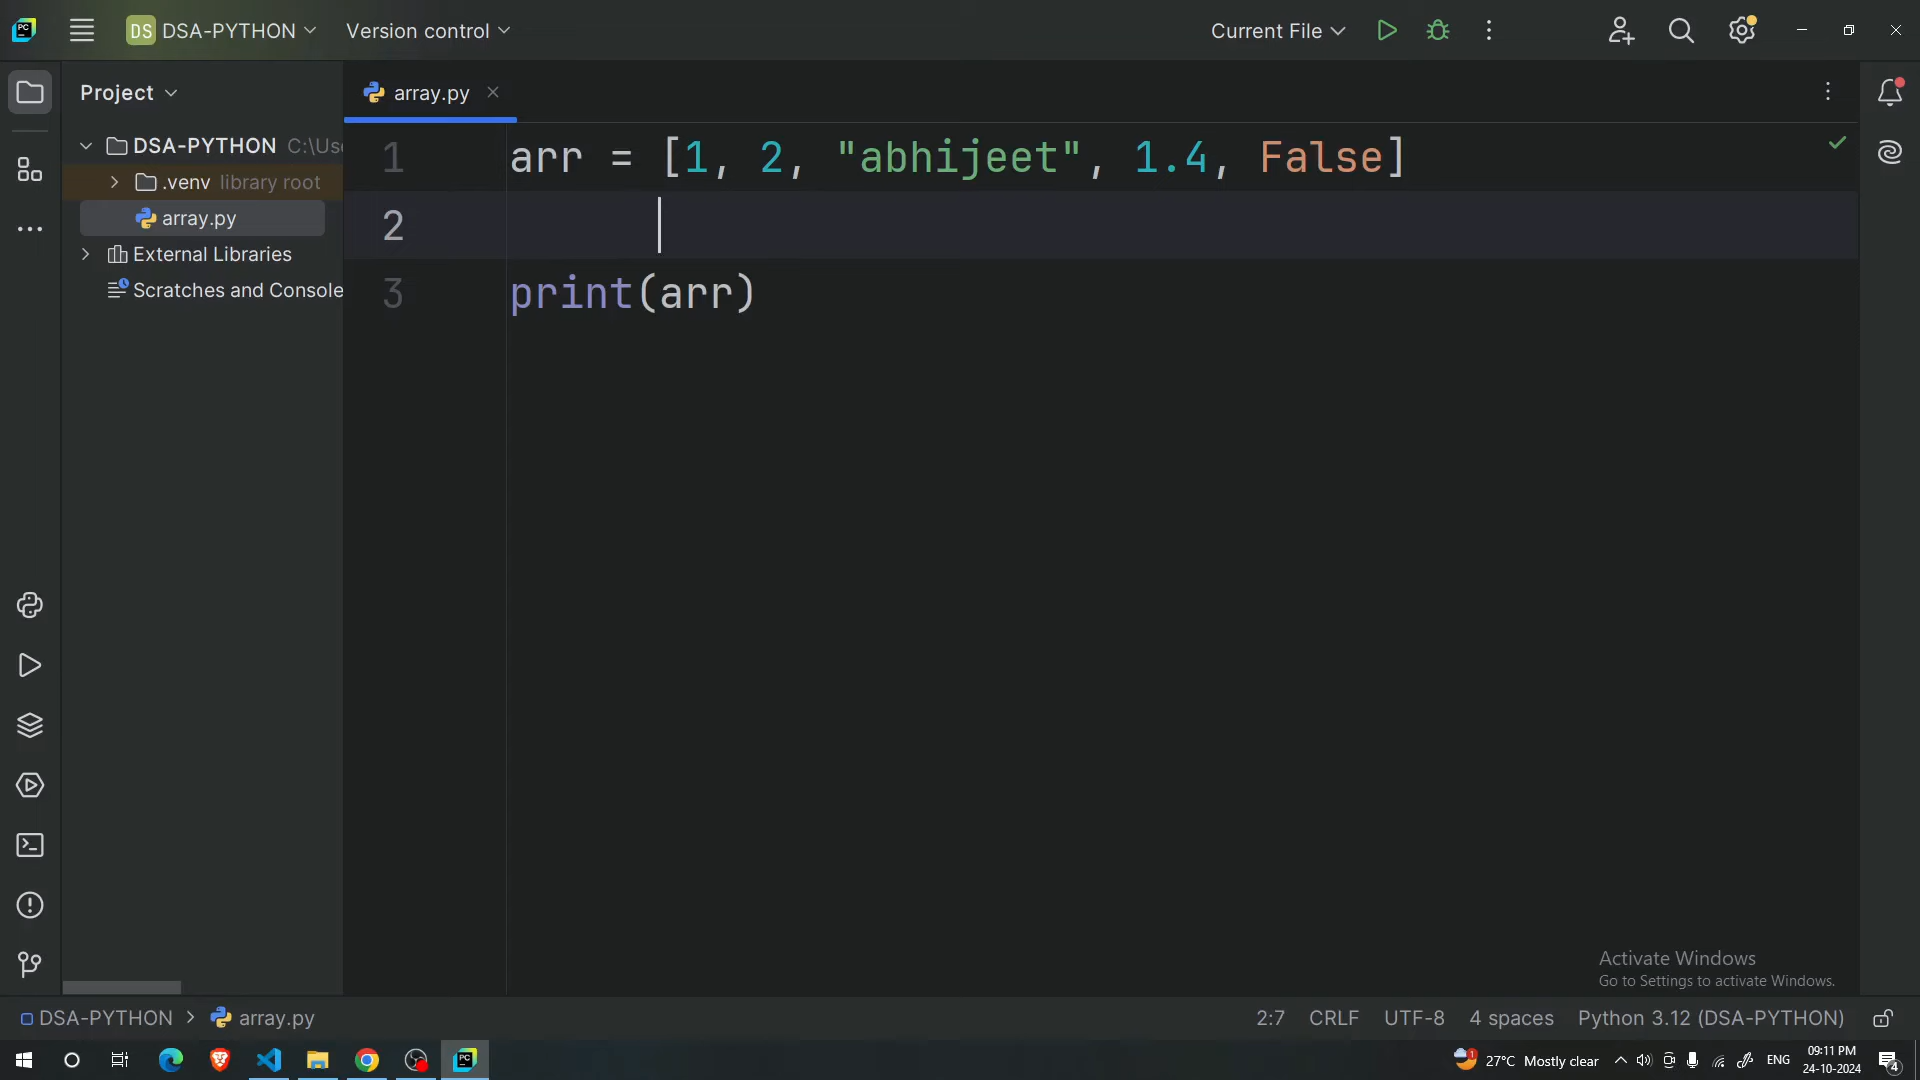 DS DSA-PYTHON Version control Current File
Project
array.py
DSA-PYTHON C:\Use
.venv library root
array.py
External Libraries
Scratches and Console
1 arr = [1, 2, "abhijeet", 1.4, False]
2
3 print(arr)
Activate Windows
Go to Settings to activate Windows.
DSA-PYTHON > array.py 2:7 CRLF UTF-8 4 spaces Python 3.12 (DSA-PYTHON)
27°C Mostly clear ENG 09:11 PM
24-10-2024